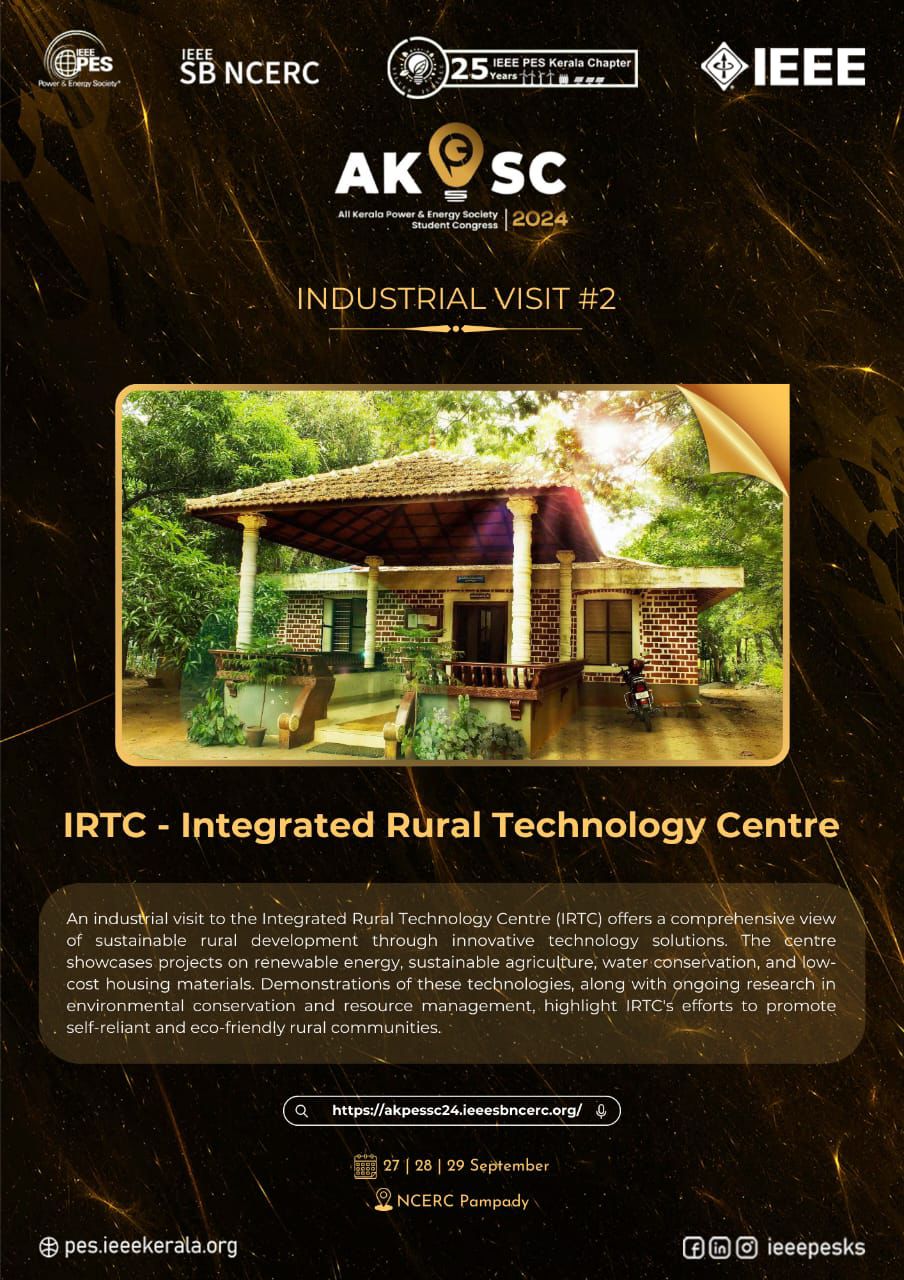 IEEE
PES
Power & Energy Society®
IEEE
SB NCERC
25 Years
IEEE PES Kerala Chapter
IEEE
AK SC
All Kerala Power & Energy Society
Student Congress
2024
INDUSTRIAL VISIT #2
IRTC - Integrated Rural Technology Centre
An industrial visit to the Integrated Rural Technology Centre (IRTC) offers a comprehensive view
of sustainable rural development through innovative technology solutions. The centre
showcases projects on renewable energy, sustainable agriculture, water conservation, and low-
cost housing materials. Demonstrations of these technologies, along with ongoing research in
environmental conservation and resource management, highlight IRTC's efforts to promote
self-reliant and eco-friendly rural communities.
https://akpessc24.ieeesbncerc.org/
27 | 28 | 29 September
NCERC Pampady
pes.ieeekerala.org
ieeepesks